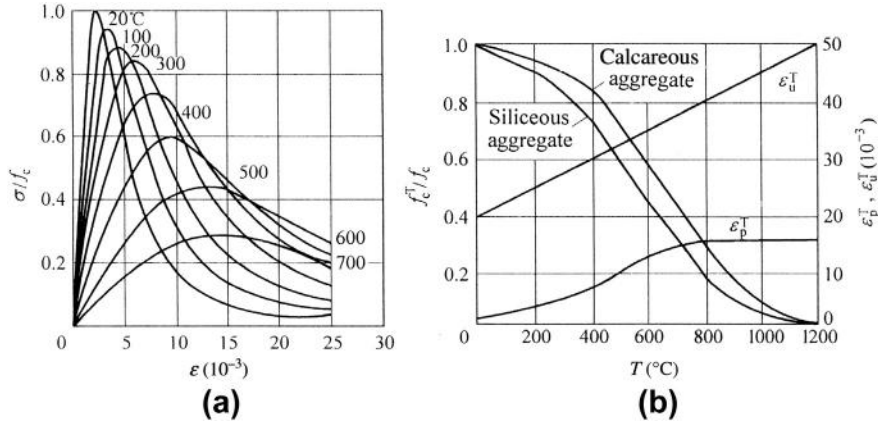 1.0
0.8
0.6
0.4
0.2
0
σ/f_c
20℃
100
200
300
400
500
600
700
0 5 10 15 20 25 30
ε (10⁻³)
(a)
1.0
0.8
0.6
0.4
0.2
0
f_c^T/f_c
Calcareous
aggregate
Siliceous
aggregate
ε_u^T
ε_p^T
50
40
30
20
10
0
ε_p^T , ε_u^T (10⁻³)
200 400 600 800 1000 1200
T (°C)
(b)